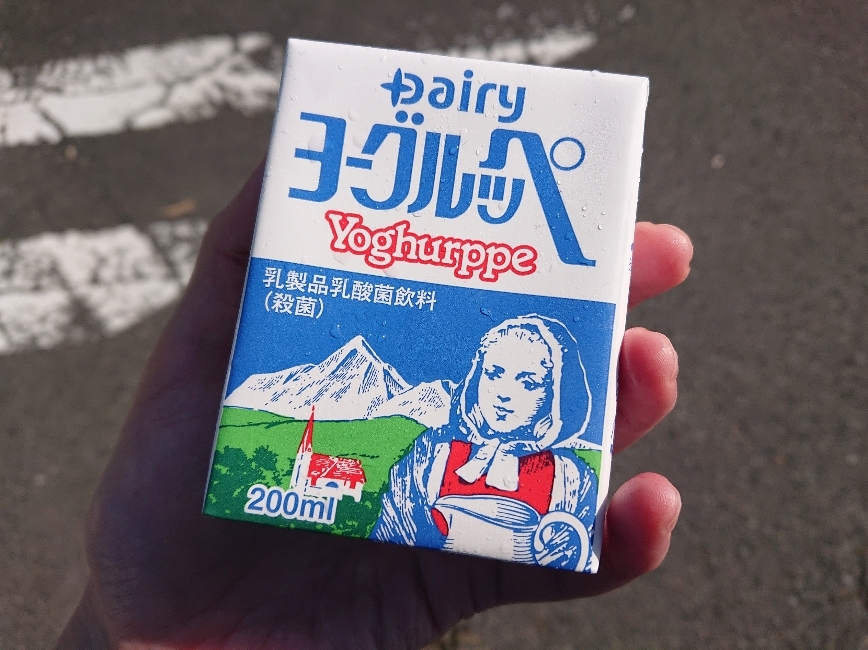 Dairy
ヨーグルッペ
Yoghurppe
乳製品乳酸菌飲料
(殺菌)
200ml